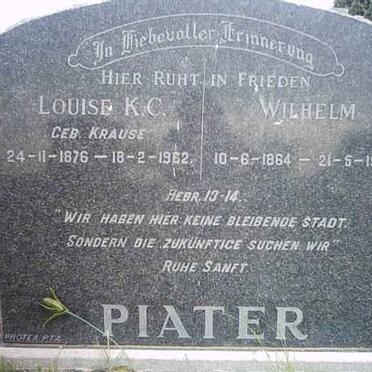 In Liebevoller Erinnerung
HIER RUHT IN FRIEDEN
LOUISE K.C. WILHELM
GEB. KRAUSE
24-11-1876 – 18-2-1962. 10-6-1864 – 21-5-1
HEBR. 13-14.
"WIR HABEN HIER KEINE BLEIBENDE STADT,
SONDERN DIE ZUKÜNFTIGE SUCHEN WIR"
RUHE SANFT
PIATER
PROTEA PTA.